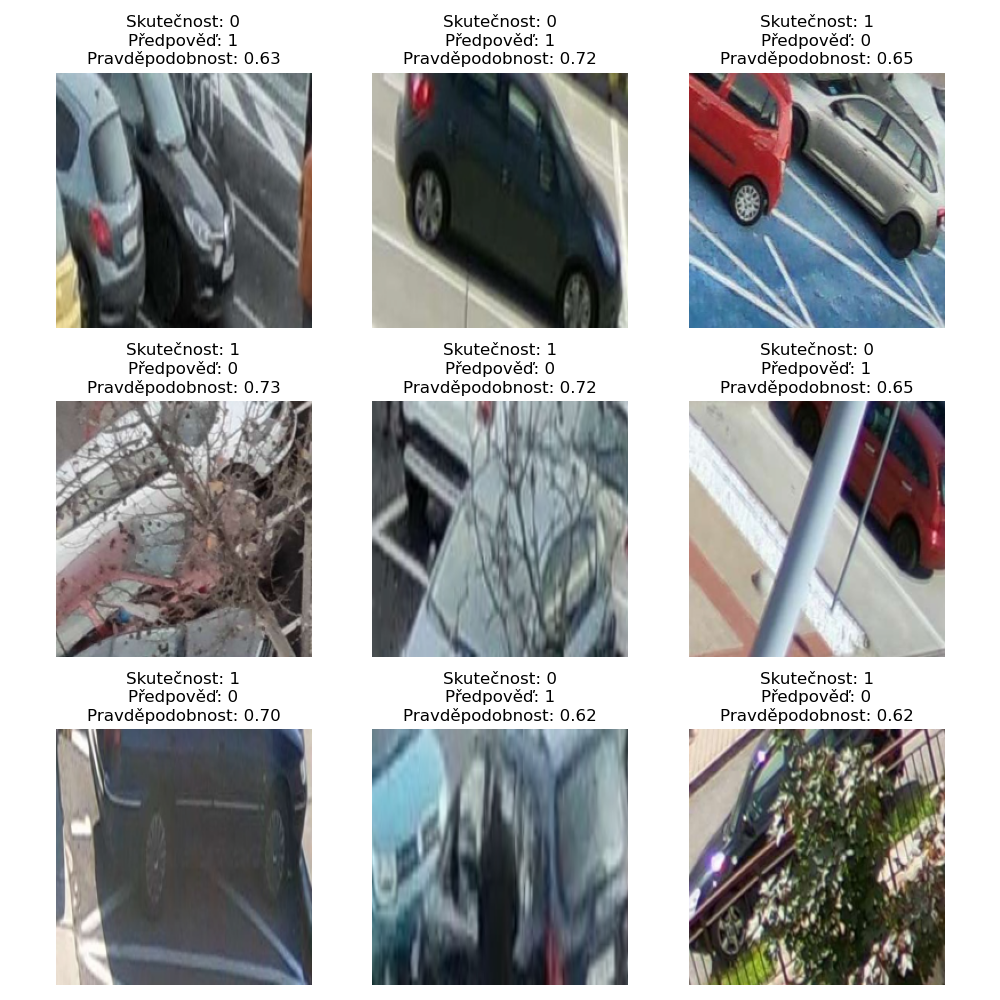 Skutečnost: 0
Předpověď: 1
Pravděpodobnost: 0.63
Skutečnost: 0
Předpověď: 1
Pravděpodobnost: 0.72
Skutečnost: 1
Předpověď: 0
Pravděpodobnost: 0.65
Skutečnost: 1
Předpověď: 0
Pravděpodobnost: 0.73
Skutečnost: 1
Předpověď: 0
Pravděpodobnost: 0.72
Skutečnost: 0
Předpověď: 1
Pravděpodobnost: 0.65
Skutečnost: 1
Předpověď: 0
Pravděpodobnost: 0.70
Skutečnost: 0
Předpověď: 1
Pravděpodobnost: 0.62
Skutečnost: 1
Předpověď: 0
Pravděpodobnost: 0.62